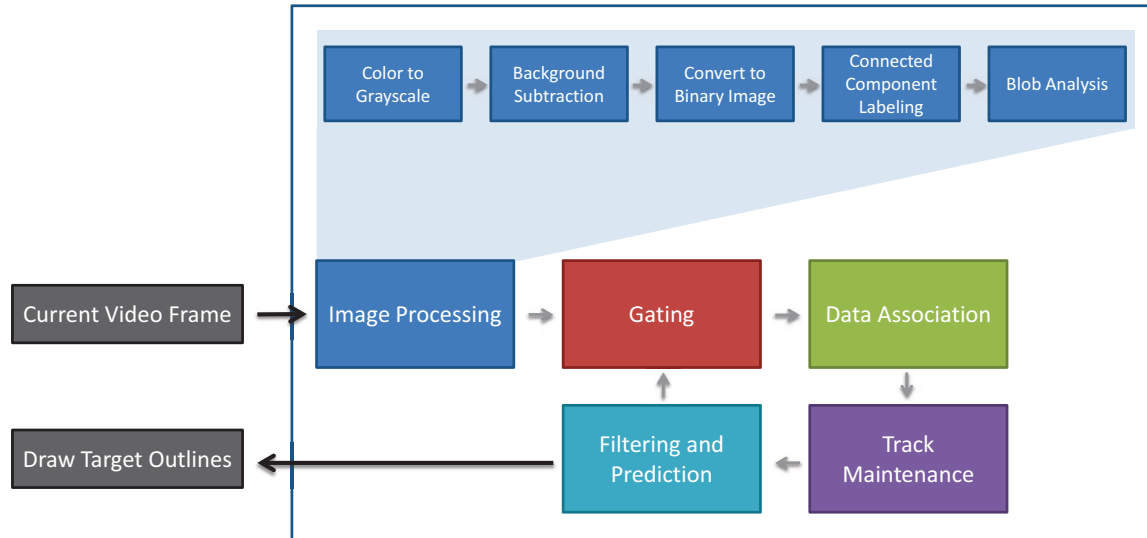 Color to
Grayscale
Background
Subtraction
Convert to
Binary Image
Connected
Component
Labeling
Blob Analysis
Current Video Frame
Image Processing
Gating
Data Association
Draw Target Outlines
Filtering and
Prediction
Track
Maintenance